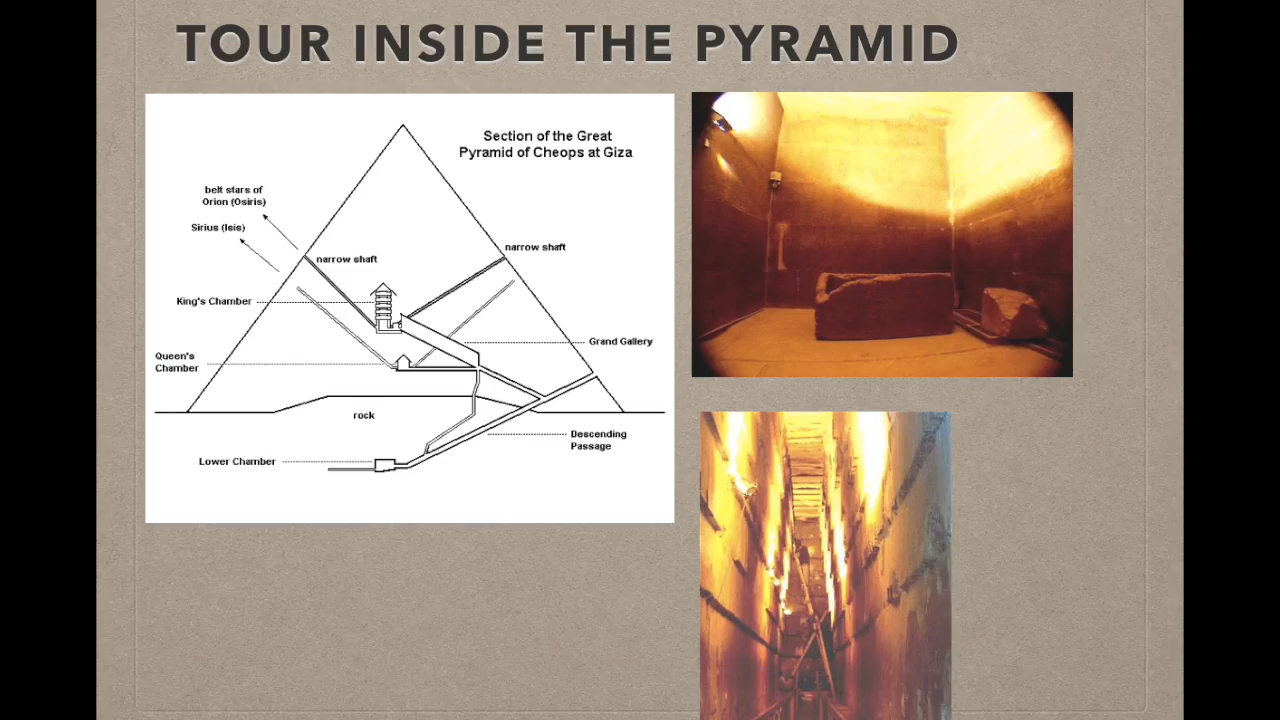 TOUR INSIDE THE PYRAMID
Section of the Great
Pyramid of Cheops at Giza
belt stars of
Orion (Osiris)
Sirius (Isis)
narrow shaft
narrow shaft
King's Chamber
Grand Gallery
Queen's
Chamber
rock
Descending
Passage
Lower Chamber